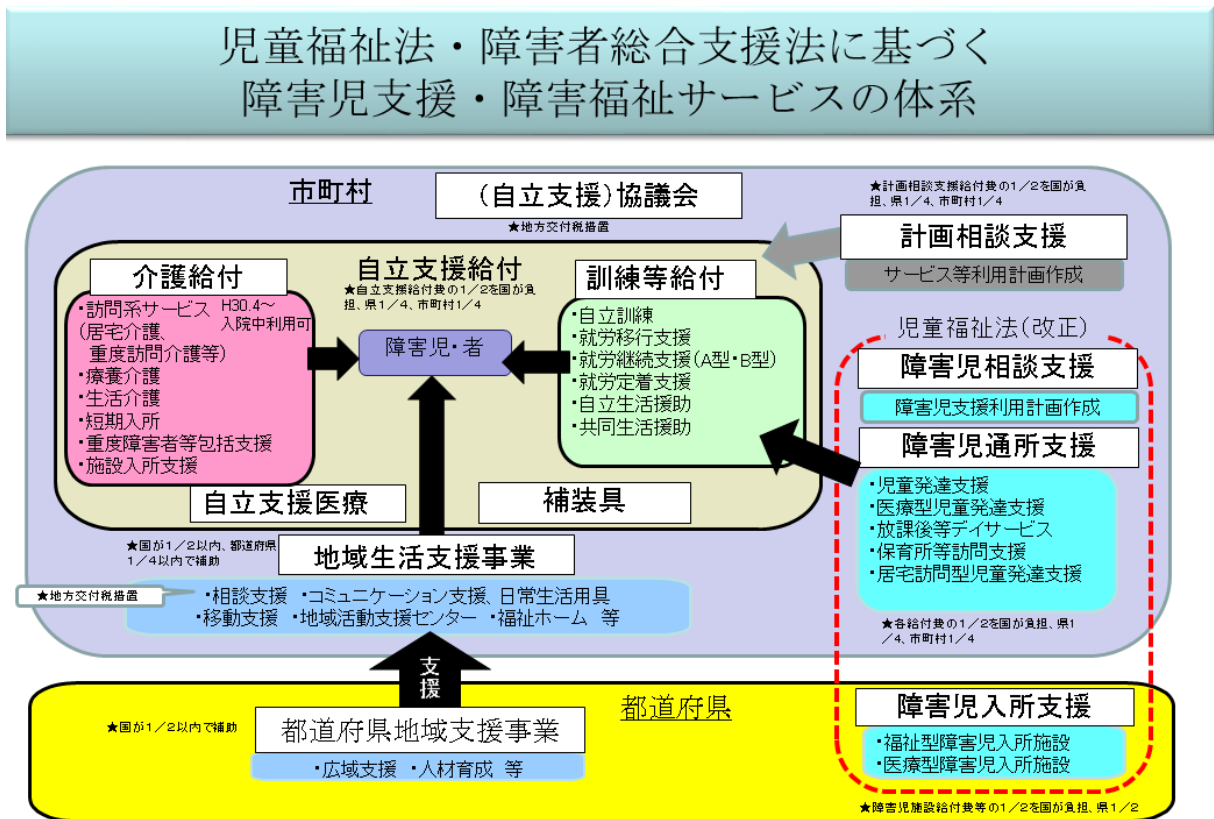 児童福祉法・障害者総合支援法に基づく
障害児支援・障害福祉サービスの体系
市町村
(自立支援)協議会
★地方交付税措置
★計画相談支援給付費の1/2を国が負
担、県1/4、市町村1/4
計画相談支援
サービス等利用計画作成
介護給付
・訪問系サービス
H30.4~
入院中利用可
(居宅介護、
重度訪問介護等)
・療養介護
・生活介護
・短期入所
・重度障害者等包括支援
・施設入所支援
自立支援給付
★自立支援給付費の1/2を国が負
担、県1/4、市町村1/4
障害児・者
訓練等給付
・自立訓練
・就労移行支援
・就労継続支援(A型・B型)
・就労定着支援
・自立生活援助
・共同生活援助
自立支援医療
補装具
児童福祉法(改正)
障害児相談支援
障害児支援利用計画作成
障害児通所支援
・児童発達支援
・医療型児童発達支援
・放課後等デイサービス
・保育所等訪問支援
・居宅訪問型児童発達支援
★各給付費の1/2を国が負担、県1
/4、市町村1/4
★国が1/2以内、都道府県
1/4以内で補助
地域生活支援事業
★地方交付税措置
・相談支援 ・コミュニケーション支援、日常生活用具
・移動支援 ・地域活動支援センター ・福祉ホーム 等
支援
都道府県
★国が1/2以内で補助
都道府県地域支援事業
・広域支援 ・人材育成 等
障害児入所支援
・福祉型障害児入所施設
・医療型障害児入所施設
★障害児施設給付費等の1/2を国が負担、県1/2